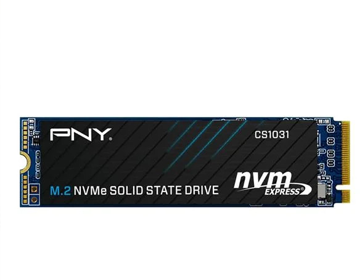 PNY
CS1031
M.2 NVMe SOLID STATE DRIVE
nvm
EXPRESS